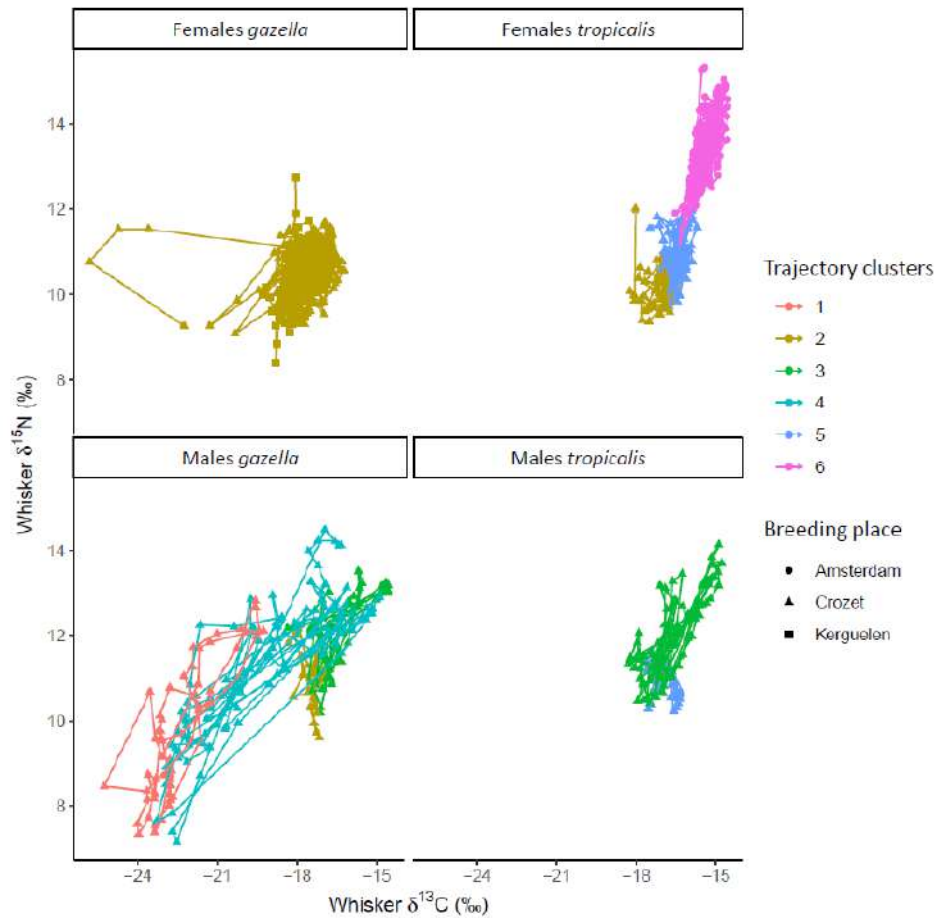 Females gazella
Females tropicalis
14
12
10
8
Males gazella
Males tropicalis
14
12
10
8
−24
−21
−18
−15
−24
−21
−18
−15
Whisker δ15N (‰)
Whisker δ13C (‰)
Trajectory clusters
1
2
3
4
5
6
Breeding place
Amsterdam
Crozet
Kerguelen